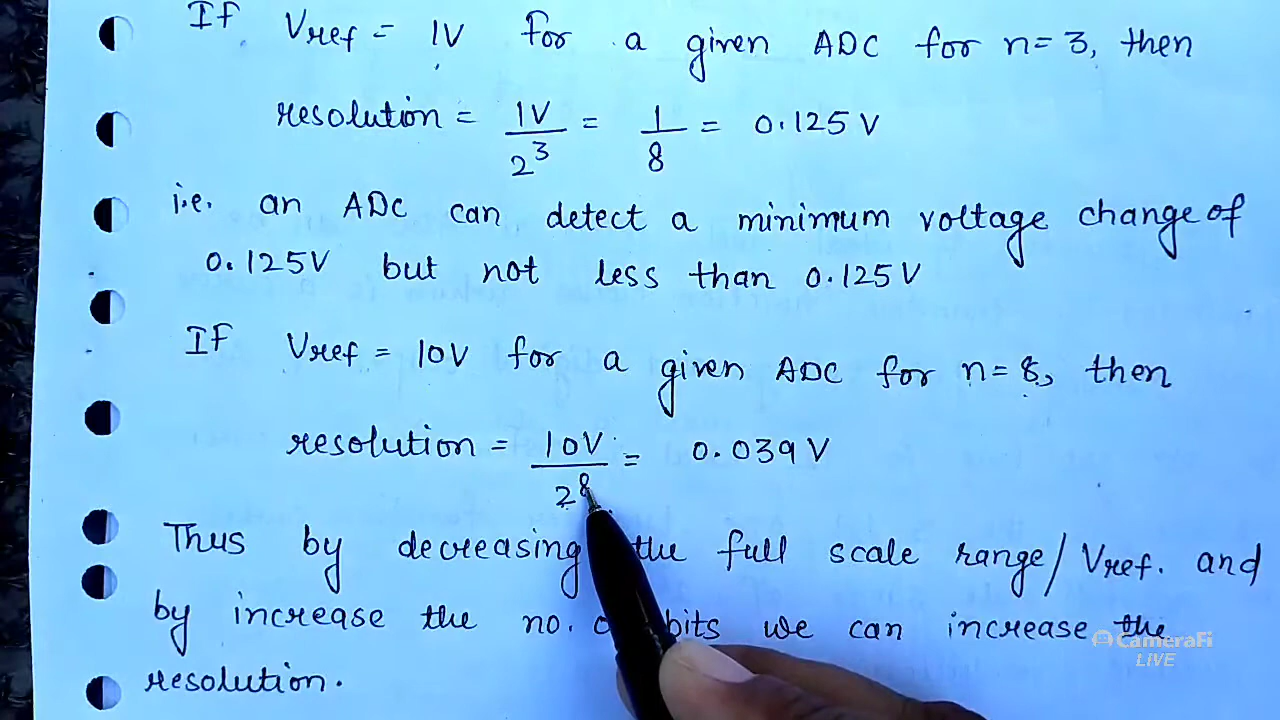 If Vref = 1V for a given ADC for n=3, then
resolution = 1V/2^3 = 1/8 = 0.125 V
i.e. an ADC can detect a minimum voltage change of
0.125V but not less than 0.125V
If Vref = 10V for a given ADC for n=8, then
resolution = 10V/2^8 = 0.039 V
Thus by decreasing the full scale range/Vref. and
by increase the no. bits we can increase the
resolution.
CameraFi
LIVE